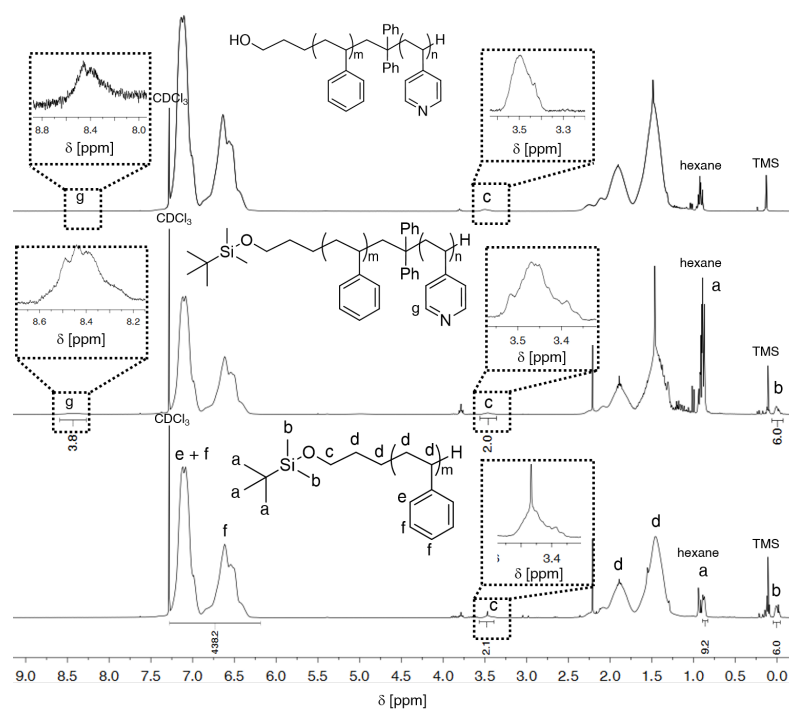 Ph
HO
H
m
Ph
n
N
CDCl3
8.8 8.4 8.0
δ [ppm]
3.5 3.3
δ [ppm]
hexane
TMS
g
c
CDCl3
Si
O
Ph
H
m
Ph
n
g
N
8.6 8.4 8.2
δ [ppm]
3.5 3.4
δ [ppm]
hexane
a
TMS
g
c
b
3.8
2.0
6.0
CDCl3
e + f
b
Si
O
c
d
d
d
d
H
m
a
a
a
b
e
f
f
f
3.4
δ [ppm]
d
d
hexane
a
TMS
b
c
438.2
2.1
9.2
6.0
9.0 8.5 8.0 7.5 7.0 6.5 6.0 5.5 5.0 4.5 4.0 3.5 3.0 2.5 2.0 1.5 1.0 0.5 0.0
δ [ppm]